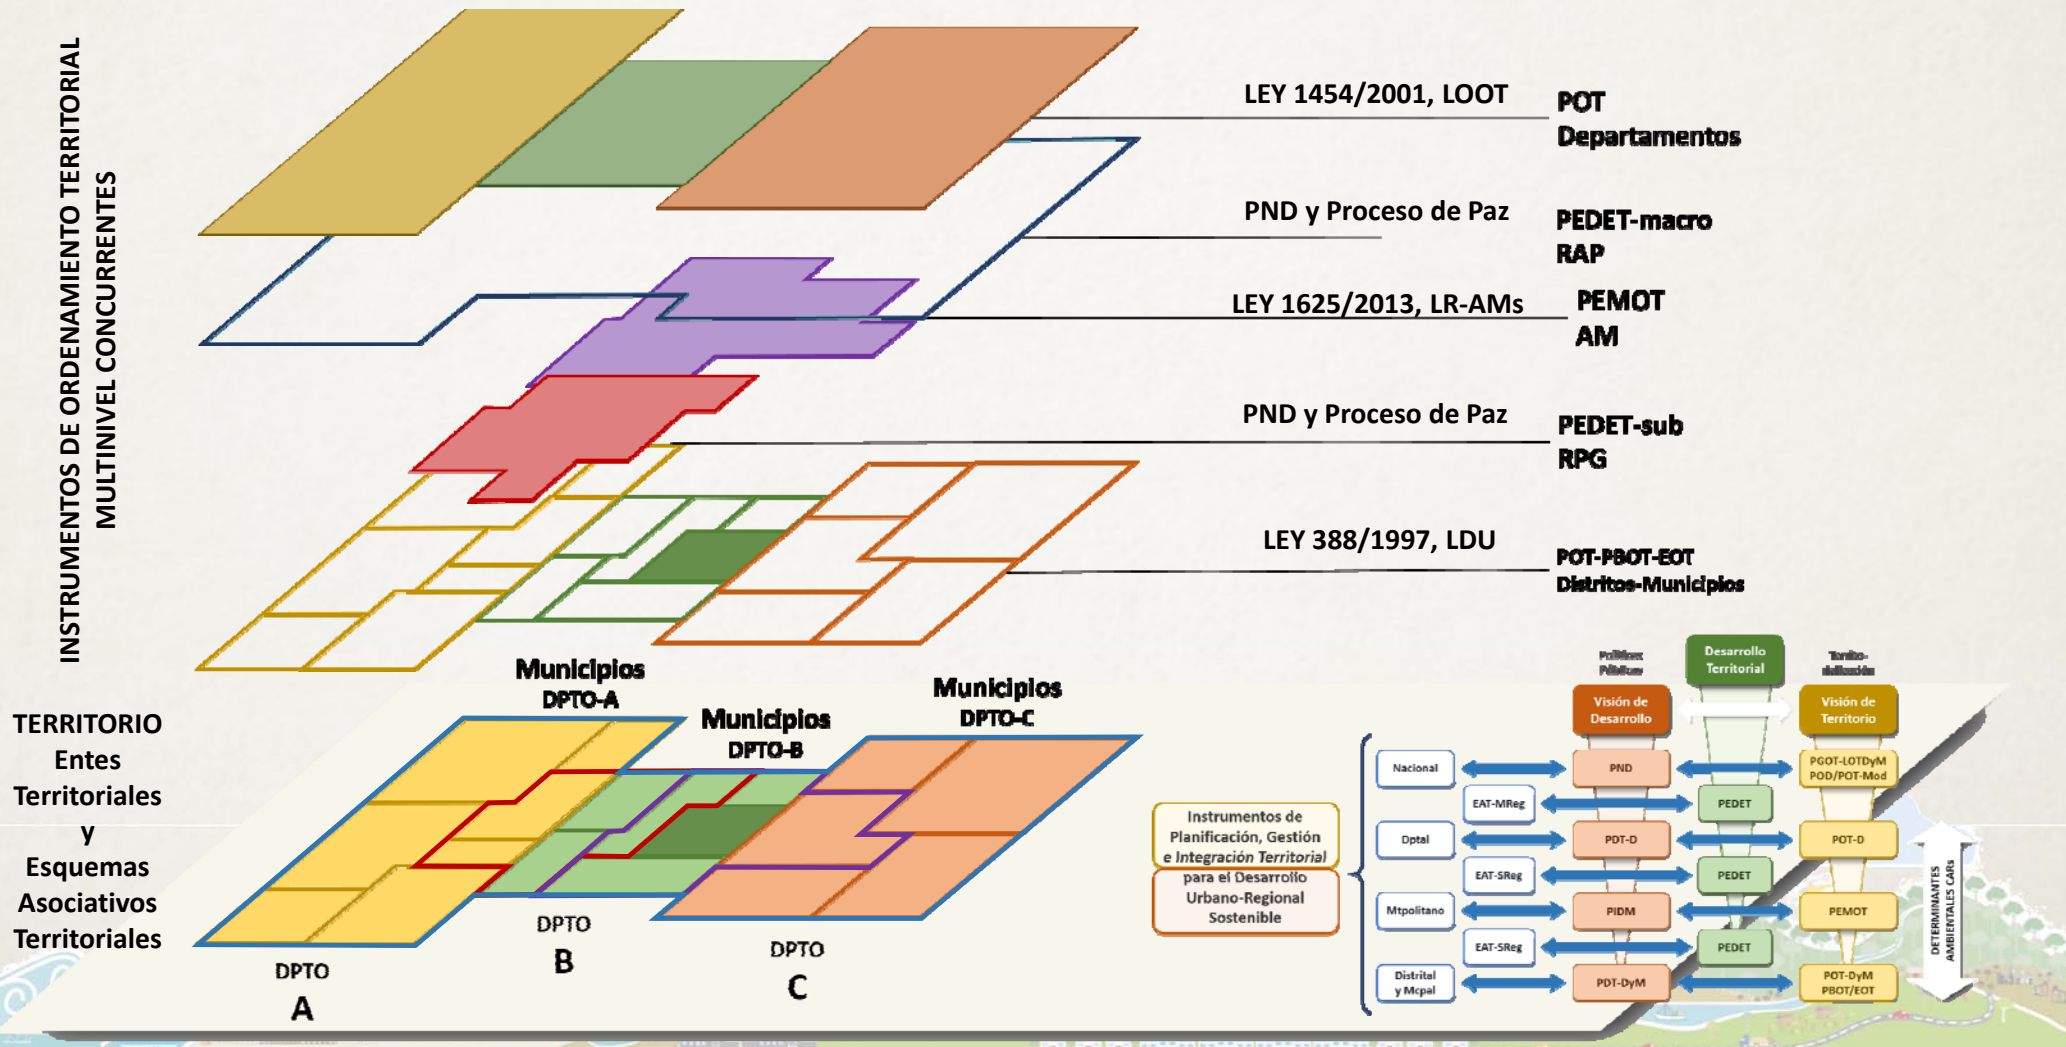 INSTRUMENTOS DE ORDENAMIENTO TERRITORIAL
MULTINIVEL CONCURRENTES
LEY 1454/2001, LOOT
POT
Departamentos
PND y Proceso de Paz
PEDET-macro
RAP
LEY 1625/2013, LR-AMs
PEMOT
AM
PND y Proceso de Paz
PEDET-sub
RPG
LEY 388/1997, LDU
POT-PBOT-EOT
Distritos-Municipios
TERRITORIO
Entes
Territoriales
y
Esquemas
Asociativos
Territoriales
Municipios
DPTO-A
Municipios
DPTO-B
Municipios
DPTO-C
DPTO
A
DPTO
B
DPTO
C
Instrumentos de
Planificación, Gestión
e Integración Territorial
para el Desarrollo
Urbano-Regional
Sostenible
Políticas
Públicas
Desarrollo
Territorial
Territo-
rialización
Visión de
Desarrollo
Visión de
Territorio
Nacional
PND
PGOT-LOTDyM
POD/POT-Mod
EAT-MReg
PEDET
Dptal
PDT-D
POT-D
EAT-SReg
PEDET
Mtpolitano
PIDM
PEMOT
EAT-SReg
PEDET
Distrital
y Mcpal
PDT-DyM
POT-DyM
PBOT/EOT
DETERMINANTES
AMBIENTALES CARs